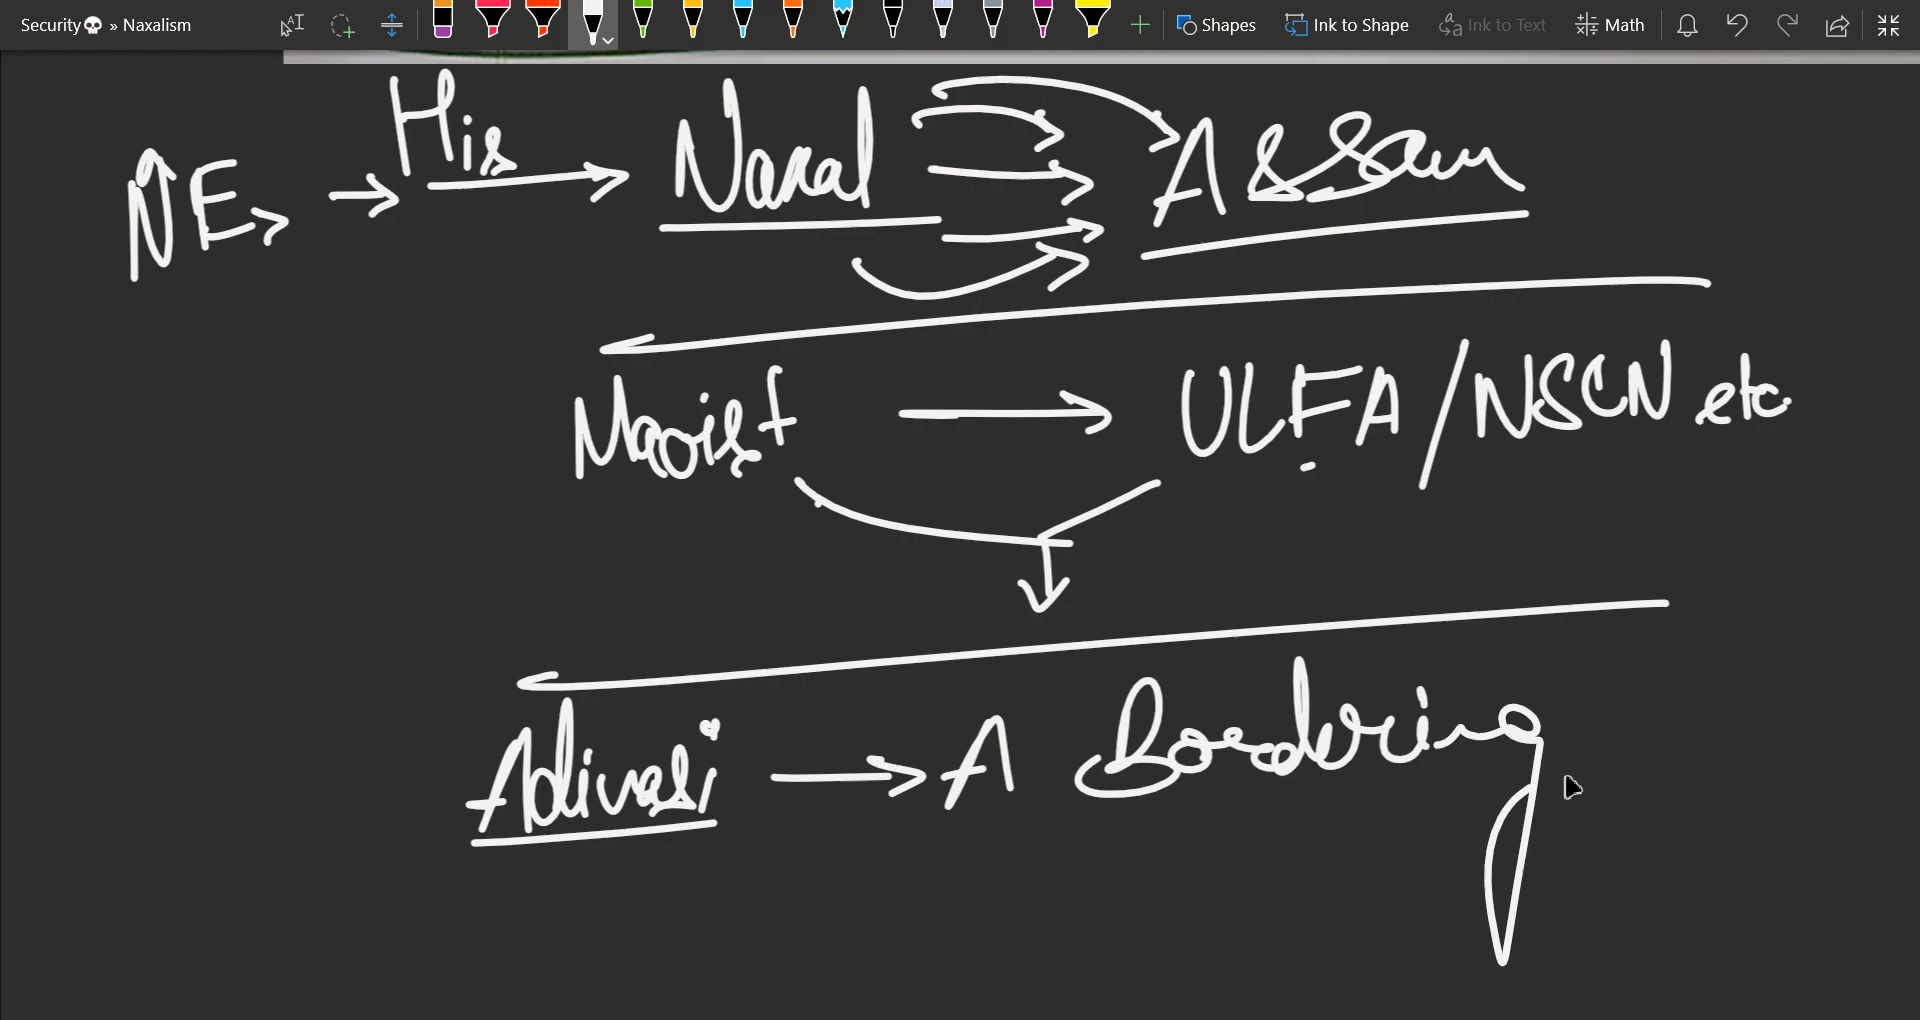 Security💀 » Naxalism
Shapes Ink to Shape Ink to Text Math
NE → His → Naxal → Assam
Maoist → ULFA/NSCN etc.
Adivasi → A Bordering